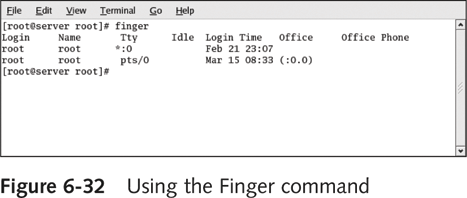 File Edit View Terminal Go Help
[root@server root]# finger
Login Name Tty Idle Login Time Office Office Phone
root root *:0 Feb 21 23:07
root root pts/0 Mar 15 08:33 (:0.0)
[root@server root]#
Figure 6-32 Using the Finger command